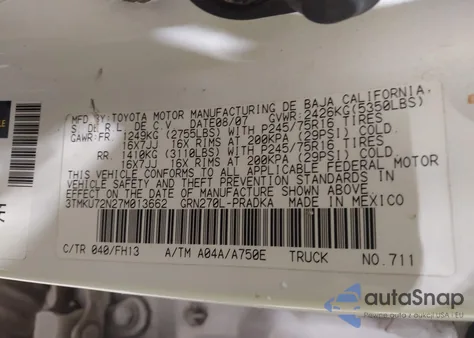 MFD. BY: TOYOTA MOTOR MANUFACTURING DE BAJA CALIFORNIA,
S. DE R.L. DE C.V. DATE 08/07 GVWR: 2426KG(5350LBS)
GAWR:FR. 1249KG (2755LBS) WITH P245/75R16 TIRES
16X7JJ 16X RIMS AT 200KPA (29PSI) COLD
RR. 1410KG (3110LBS) WITH P245/75R16 TIRES
16X7JJ RIMS AT 200KPA (29PSI) COLD
THIS VEHICLE CONFORMS TO ALL APPLICABLE FEDERAL MOTOR
VEHICLE SAFETY AND THEFT PREVENTION STANDARDS IN
EFFECT ON THE DATE OF MANUFACTURE SHOWN ABOVE.
3TMKU72N27M013662 GRN270L-PRADKA MADE IN MEXICO
C/TR 040/FH13 A/TM A04A/A750E TRUCK NO.711
autoSnap